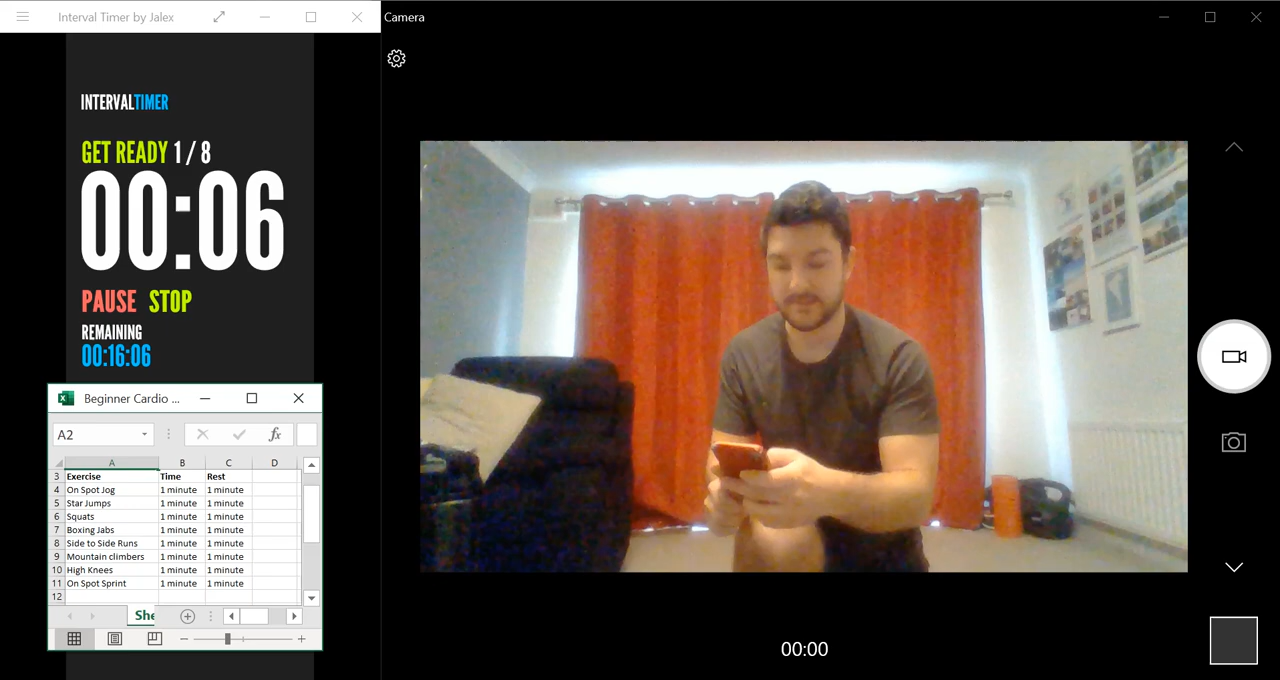 Interval Timer by Jalex
INTERVALTIMER
GET READY 1 / 8
00:06
PAUSE STOP
REMAINING
00:16:06
Beginner Cardio ...
A2
fx
A B C D
3 Exercise Time Rest
4 On Spot Jog 1 minute 1 minute
5 Star Jumps 1 minute 1 minute
6 Squats 1 minute 1 minute
7 Boxing Jabs 1 minute 1 minute
8 Side to Side Runs 1 minute 1 minute
9 Mountain climbers 1 minute 1 minute
10 High Knees 1 minute 1 minute
11 On Spot Sprint 1 minute 1 minute
12
She
Camera
00:00